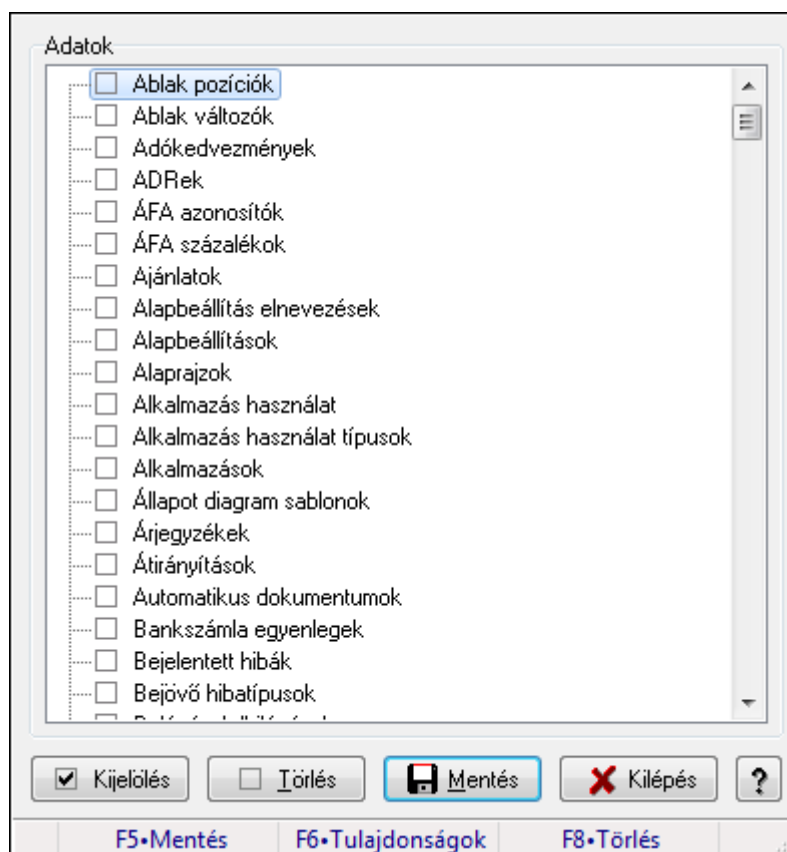 Adatok
Ablak pozíciók
Ablak változók
Adókedvezmények
ADRek
ÁFA azonosítók
ÁFA százalékok
Ajánlatok
Alapbeállítás elnevezések
Alapbeállítások
Alaprajzok
Alkalmazás használat
Alkalmazás használat típusok
Alkalmazások
Állapot diagram sablonok
Árjegyzékek
Átirányítások
Automatikus dokumentumok
Bankszámla egyenlegek
Bejelentett hibák
Bejövő hibatípusok
Kijelölés Törlés Mentés Kilépés ?
F5•Mentés F6•Tulajdonságok F8•Törlés